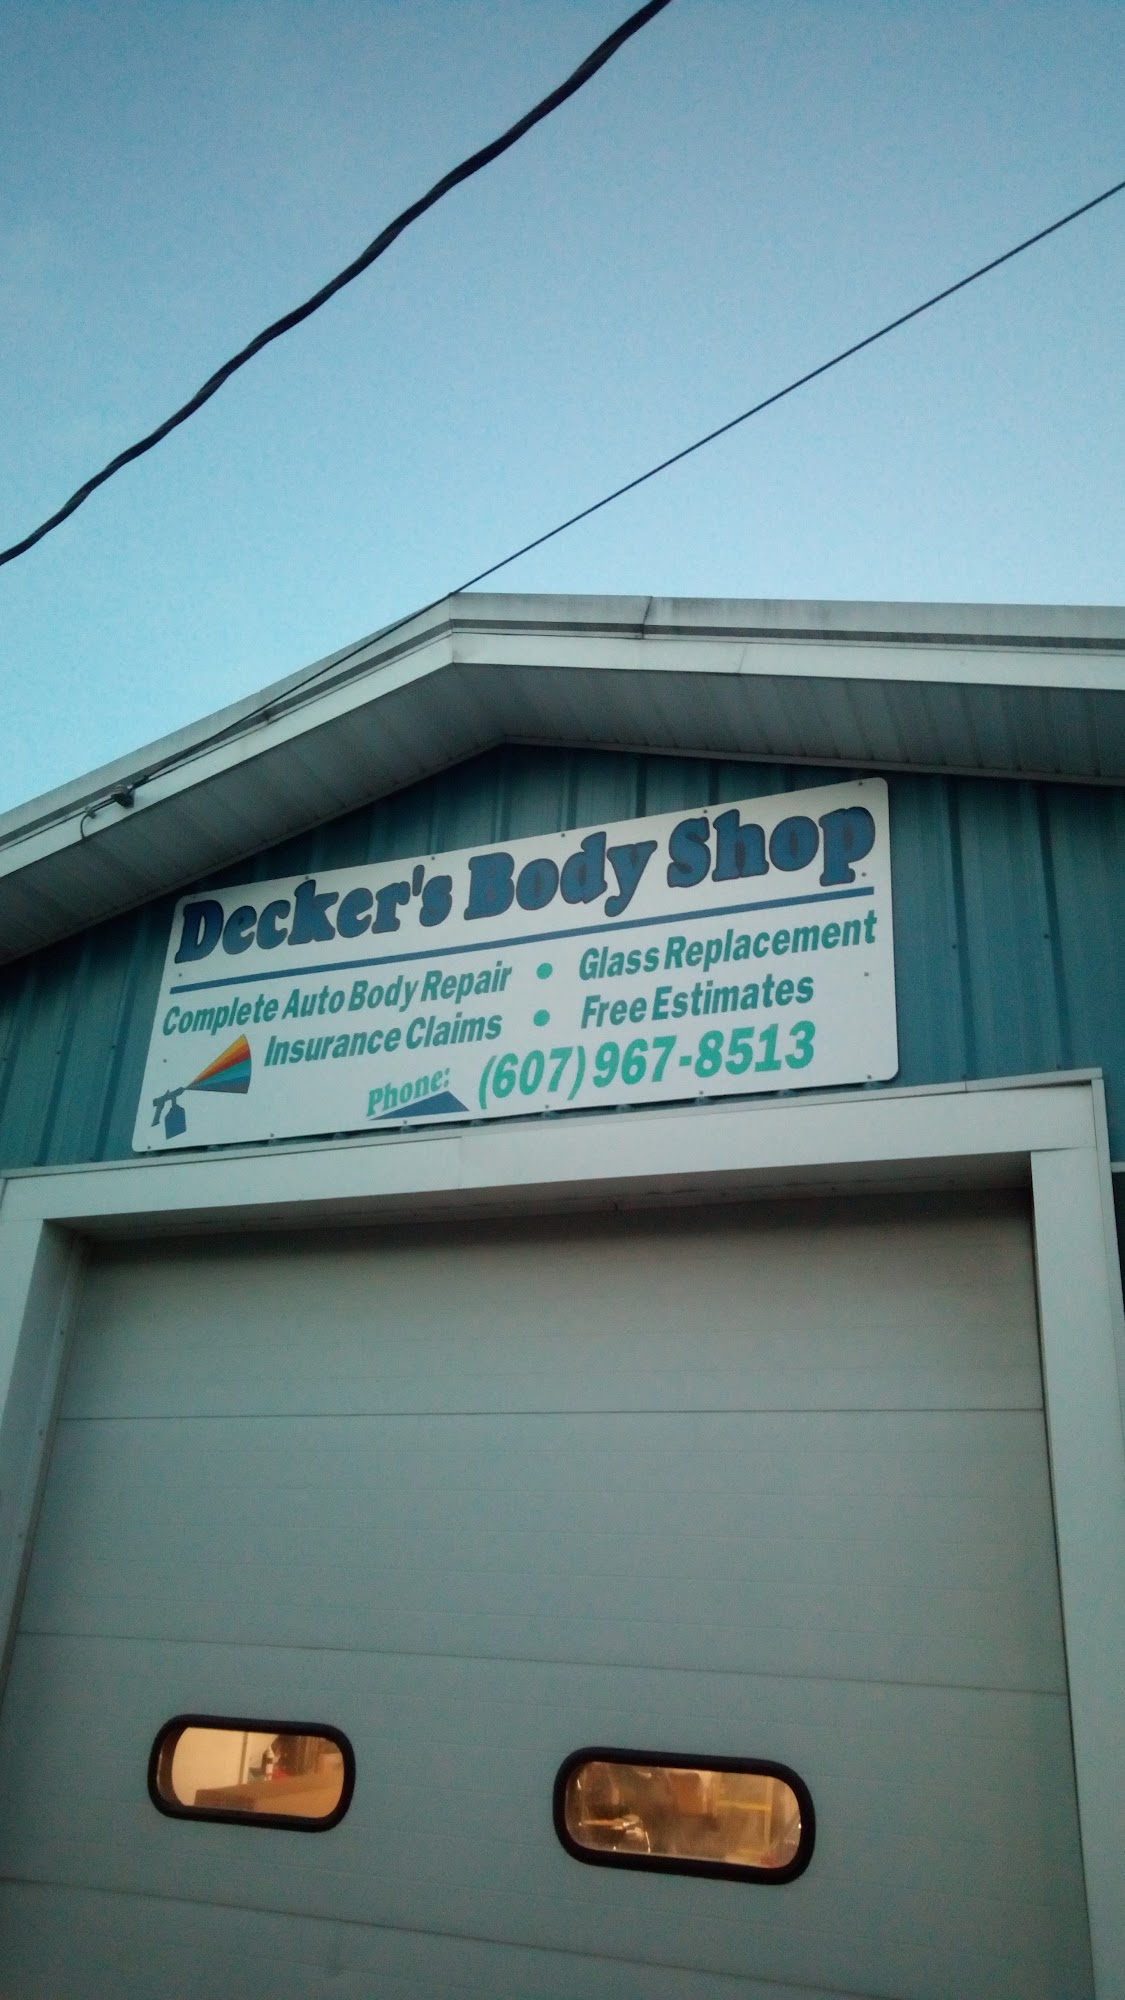 Decker's Body Shop
Complete Auto Body Repair • Glass Replacement
Insurance Claims • Free Estimates
Phone: (607) 967-8513